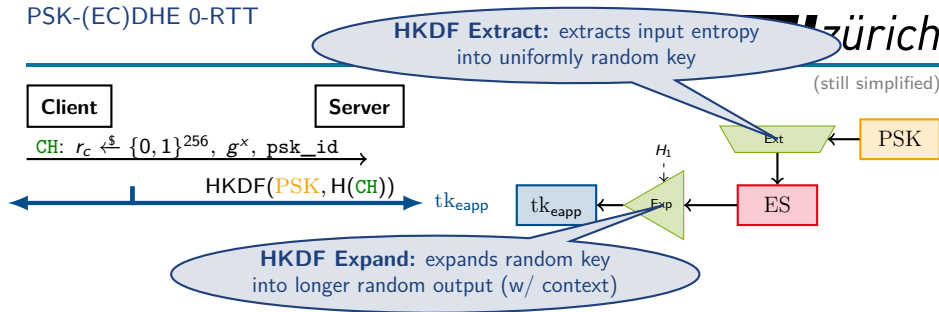 PSK-(EC)DHE 0-RTT
HKDF Extract: extracts input entropy
into uniformly random key
zürich
(still simplified)
Client
Server
CH: r_c ←$ {0,1}^256, g^x, psk_id
HKDF(PSK, H(CH))
tk_eapp
Ext
PSK
H_1
tk_eapp
Exp
ES
HKDF Expand: expands random key
into longer random output (w/ context)